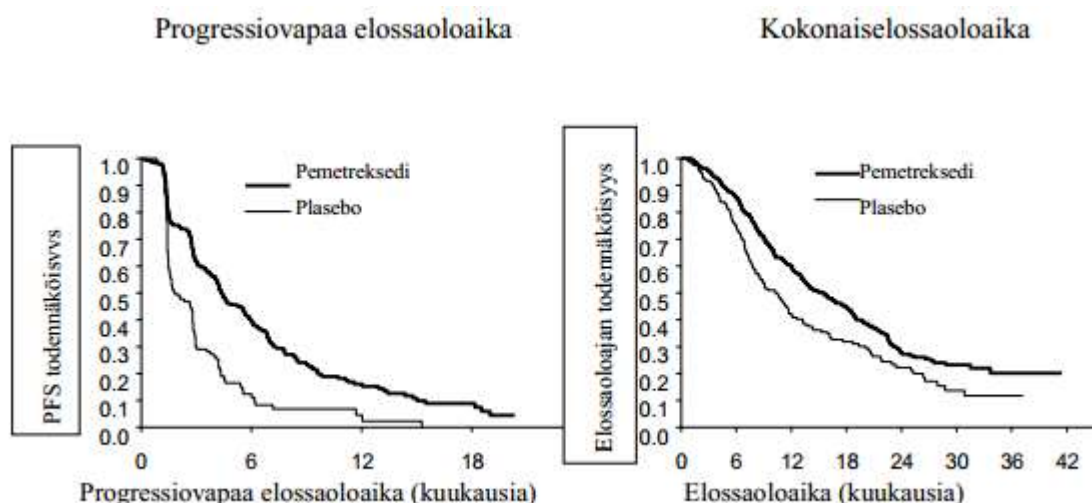 Progressiovapaa elossaoloaika
Kokonaiselossaoloaika
PFS todennäköisyys
1.0
0.9
0.8
0.7
0.6
0.5
0.4
0.3
0.2
0.1
0.0
Pemetreksedi
Plasebo
0 6 12 18
Progressiovapaa elossaoloaika (kuukausia)
Elossaoloajan todennäköisyys
1.0
0.9
0.8
0.7
0.6
0.5
0.4
0.3
0.2
0.1
0.0
Pemetreksedi
Plasebo
0 6 12 18 24 30 36 42
Elossaoloaika (kuukausia)